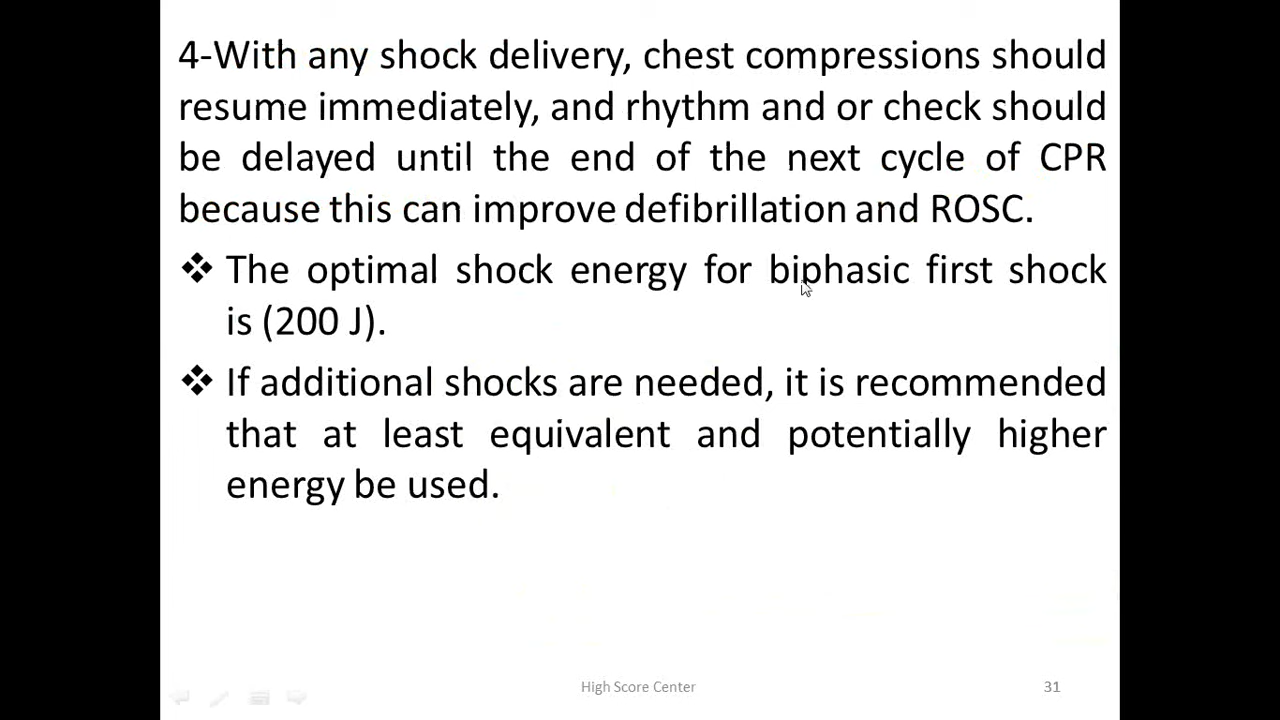 4-With any shock delivery, chest compressions should
resume immediately, and rhythm and or check should
be delayed until the end of the next cycle of CPR
because this can improve defibrillation and ROSC.
❖ The optimal shock energy for biphasic first shock
is (200 J).
❖ If additional shocks are needed, it is recommended
that at least equivalent and potentially higher
energy be used.
High Score Center
31